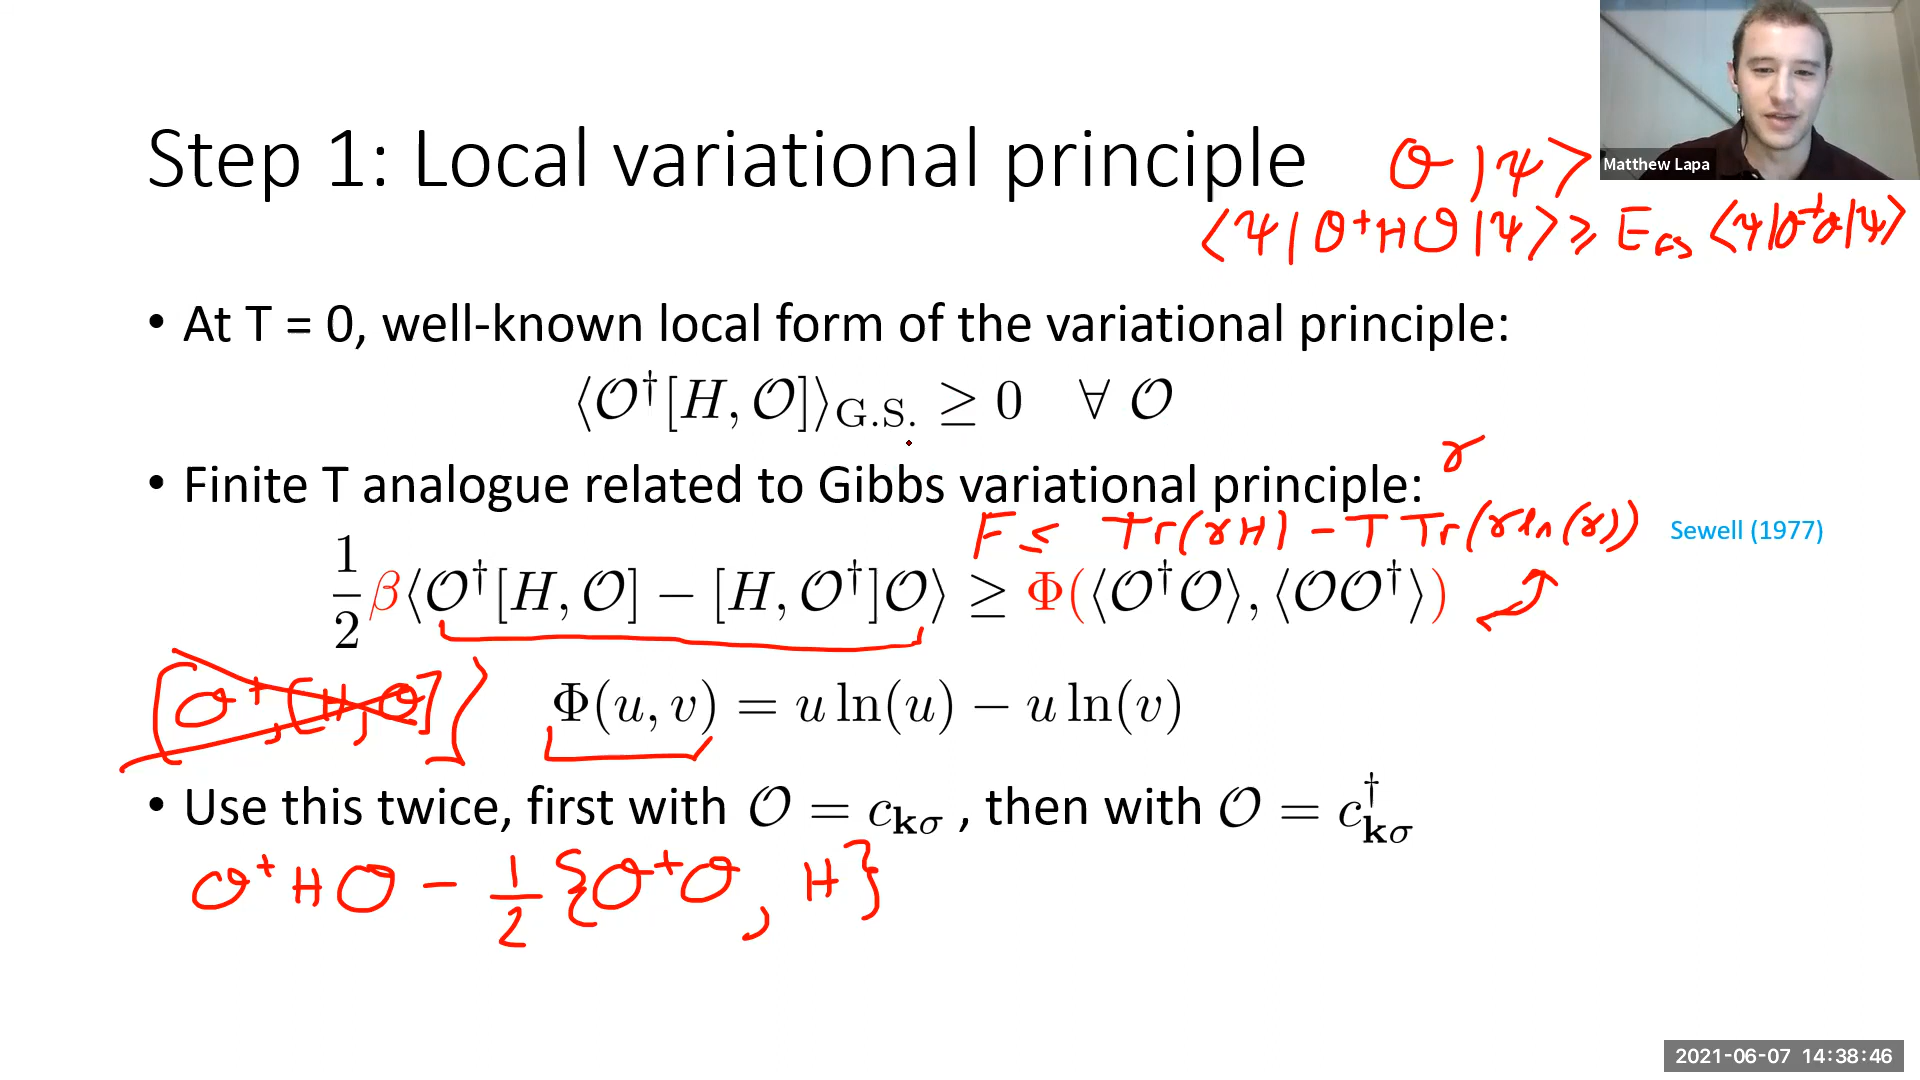 Step 1: Local variational principle
O|ψ⟩
Matthew Lapa
⟨ψ|O†HO|ψ⟩ ≥ E_GS ⟨ψ|O†O|ψ⟩
• At T = 0, well-known local form of the variational principle:
⟨𝒪†[H, 𝒪]⟩_G.S. ≥ 0 ∀ 𝒪
• Finite T analogue related to Gibbs variational principle:
γ
F ≤ Tr(γH) - T Tr(γ ln(γ))
Sewell (1977)
1/2 β⟨𝒪†[H, 𝒪] − [H, 𝒪†]𝒪⟩ ≥ Φ(⟨𝒪†𝒪⟩, ⟨𝒪𝒪†⟩)
[O†, [H, O]]
Φ(u, v) = u ln(u) − u ln(v)
• Use this twice, first with 𝒪 = c_𝐤σ , then with 𝒪 = c†_𝐤σ
O†HO - 1/2 {O†O, H}
2021-06-07 14:38:46